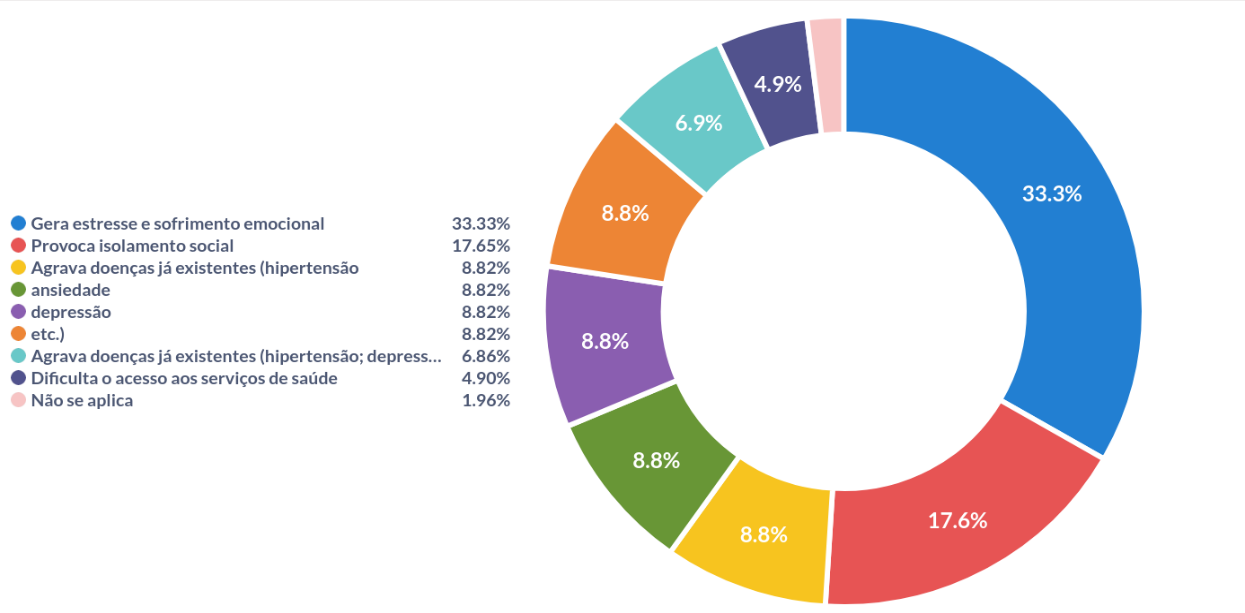 Gera estresse e sofrimento emocional 33.33%
Provoca isolamento social 17.65%
Agrava doenças já existentes (hipertensão 8.82%
ansiedade 8.82%
depressão 8.82%
etc.) 8.82%
Agrava doenças já existentes (hipertensão; depress... 6.86%
Dificulta o acesso aos serviços de saúde 4.90%
Não se aplica 1.96%
33.3%
17.6%
8.8%
8.8%
8.8%
8.8%
6.9%
4.9%